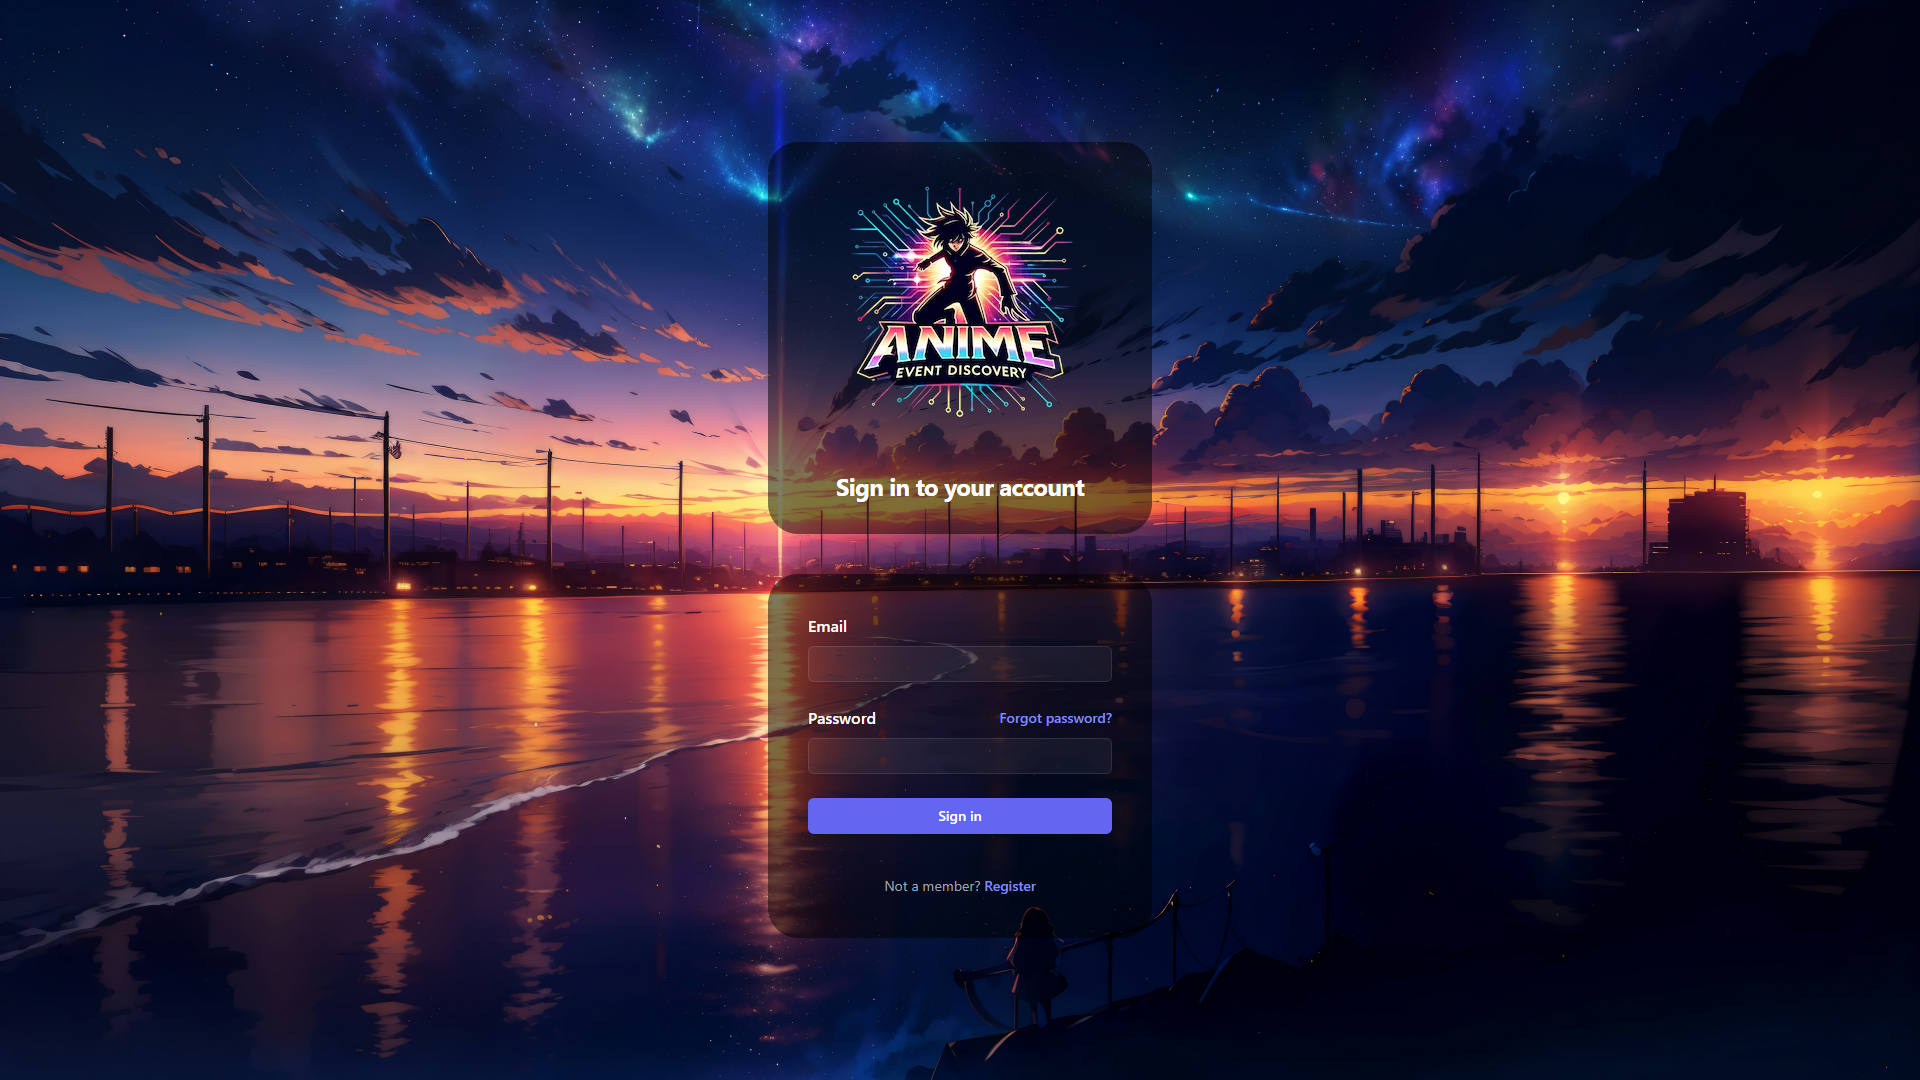 ANIME
EVENT DISCOVERY
Sign in to your account
Email
Password
Forgot password?
Sign in
Not a member? Register